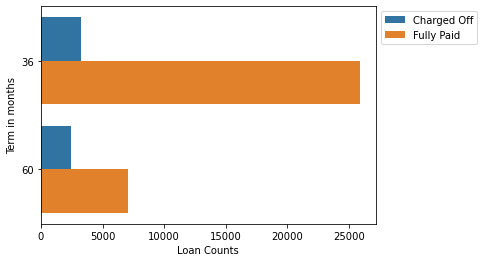 Charged Off
Fully Paid
Term in months
36
60
0 5000 10000 15000 20000 25000
Loan Counts